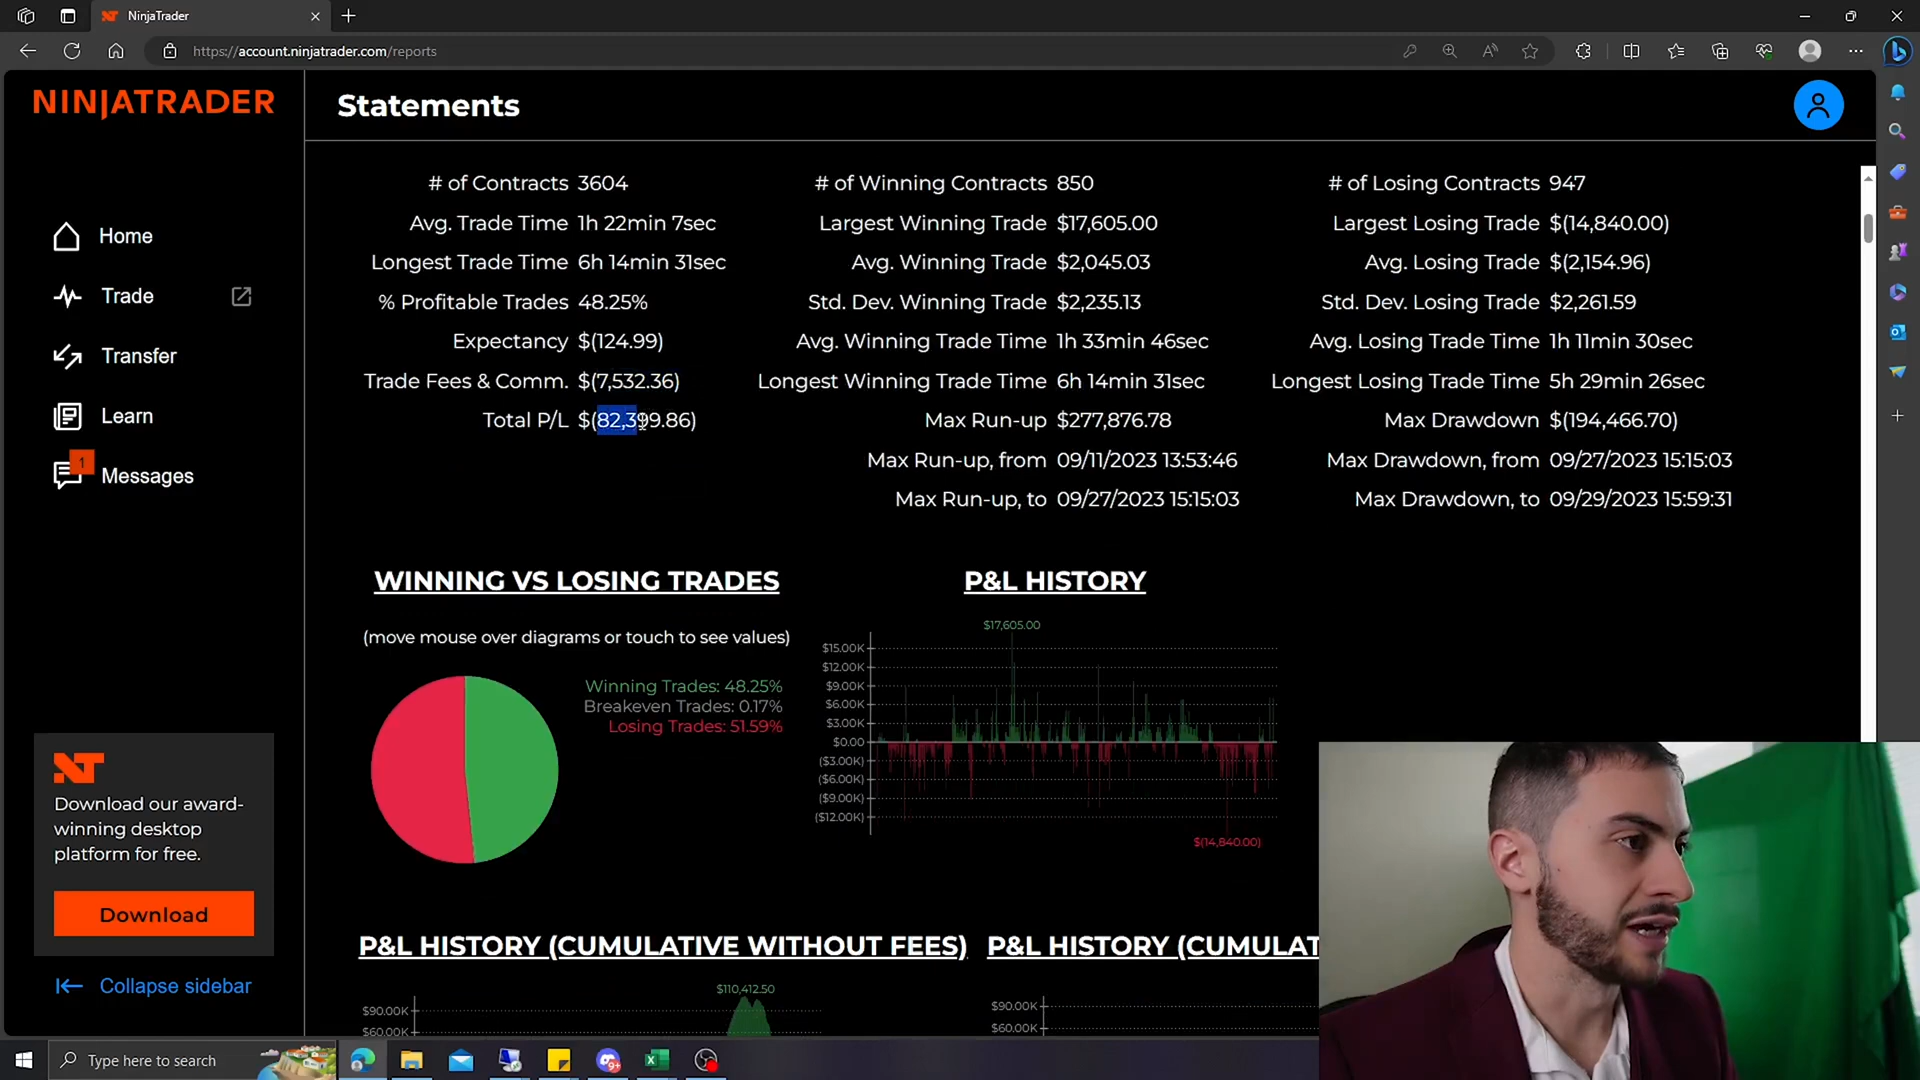 NinjaTrader
https://account.ninjatrader.com/reports
NINJATRADER
Statements
Home
Trade
Transfer
Learn
1
Messages
# of Contracts 3604
Avg. Trade Time 1h 22min 7sec
Longest Trade Time 6h 14min 31sec
% Profitable Trades 48.25%
Expectancy $(124.99)
Trade Fees & Comm. $(7,532.36)
Total P/L $(82,399.86)
# of Winning Contracts 850
Largest Winning Trade $17,605.00
Avg. Winning Trade $2,045.03
Std. Dev. Winning Trade $2,235.13
Avg. Winning Trade Time 1h 33min 46sec
Longest Winning Trade Time 6h 14min 31sec
Max Run-up $277,876.78
Max Run-up, from 09/11/2023 13:53:46
Max Run-up, to 09/27/2023 15:15:03
# of Losing Contracts 947
Largest Losing Trade $(14,840.00)
Avg. Losing Trade $(2,154.96)
Std. Dev. Losing Trade $2,261.59
Avg. Losing Trade Time 1h 11min 30sec
Longest Losing Trade Time 5h 29min 26sec
Max Drawdown $(194,466.70)
Max Drawdown, from 09/27/2023 15:15:03
Max Drawdown, to 09/29/2023 15:59:31
WINNING VS LOSING TRADES
(move mouse over diagrams or touch to see values)
Winning Trades: 48.25%
Breakeven Trades: 0.17%
Losing Trades: 51.59%
P&L HISTORY
$17,605.00
$15.00K
$12.00K
$9.00K
$6.00K
$3.00K
$0.00
($3.00K)
($6.00K)
($9.00K)
($12.00K)
$(14,840.00)
P&L HISTORY (CUMULATIVE WITHOUT FEES)
$110,412.50
$90.00K
$60.00K
P&L HISTORY (CUMULAT
$90.00K
$60.00K
NT
Download our award-
winning desktop
platform for free.
Download
Collapse sidebar
Type here to search
9+